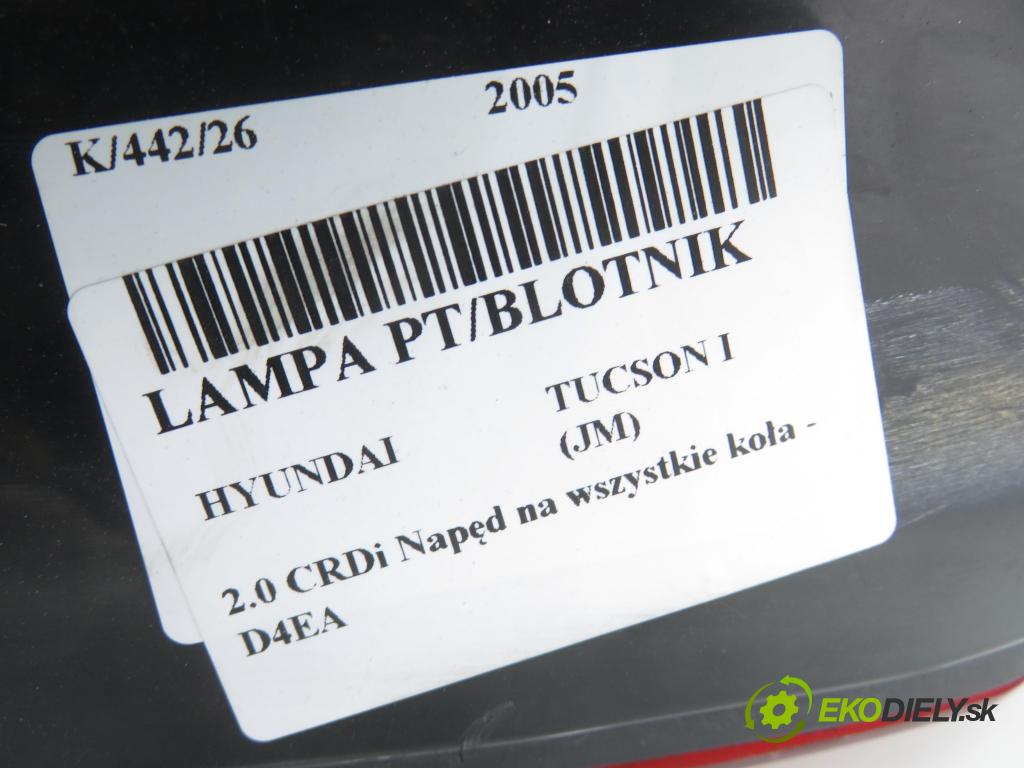 K/442/26 2005
LAMPA PT/BLOTNIK
HYUNDAI TUCSON I
(JM)
2.0 CRDi Napęd na wszystkie koła -
D4EA
EKODIELY.sk